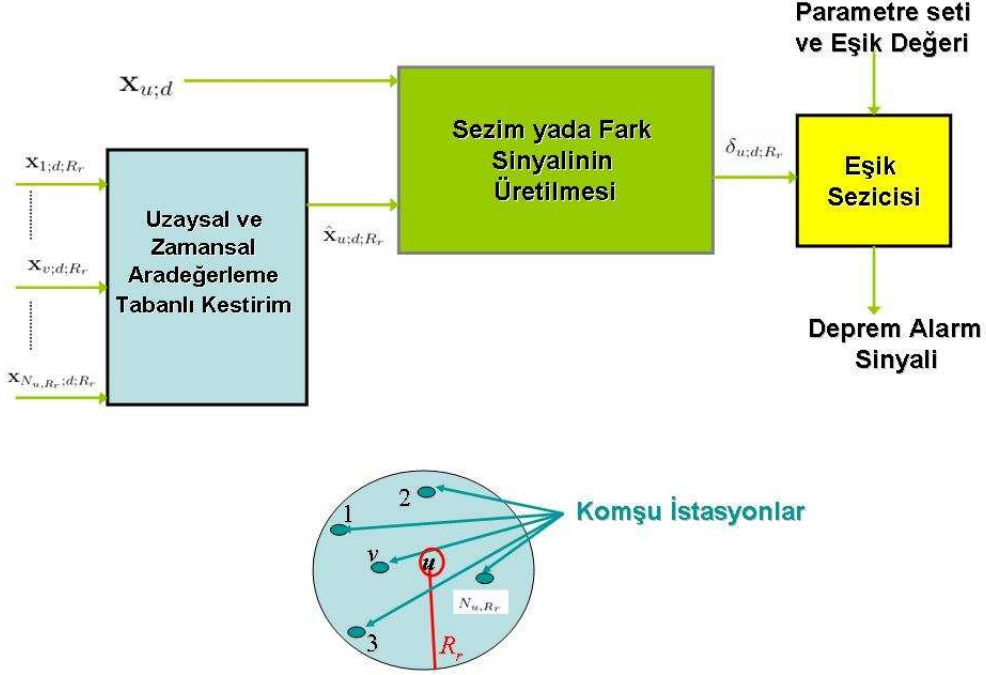 Parametre seti
ve Eşik Değeri
x_{u;d}
Sezim yada Fark
Sinyalinin
Üretilmesi
δ_{u;d;R_r}
Eşik
Sezicisi
x_{1;d;R_r}
Uzaysal ve
Zamansal
Aradeğerleme
Tabanlı Kestirim
x̂_{u;d;R_r}
x_{v;d;R_r}
x_{N_{u,R_r};d;R_r}
Deprem Alarm
Sinyali
2
1
Komşu İstasyonlar
v
u
N_{u,R_r}
3
R_r